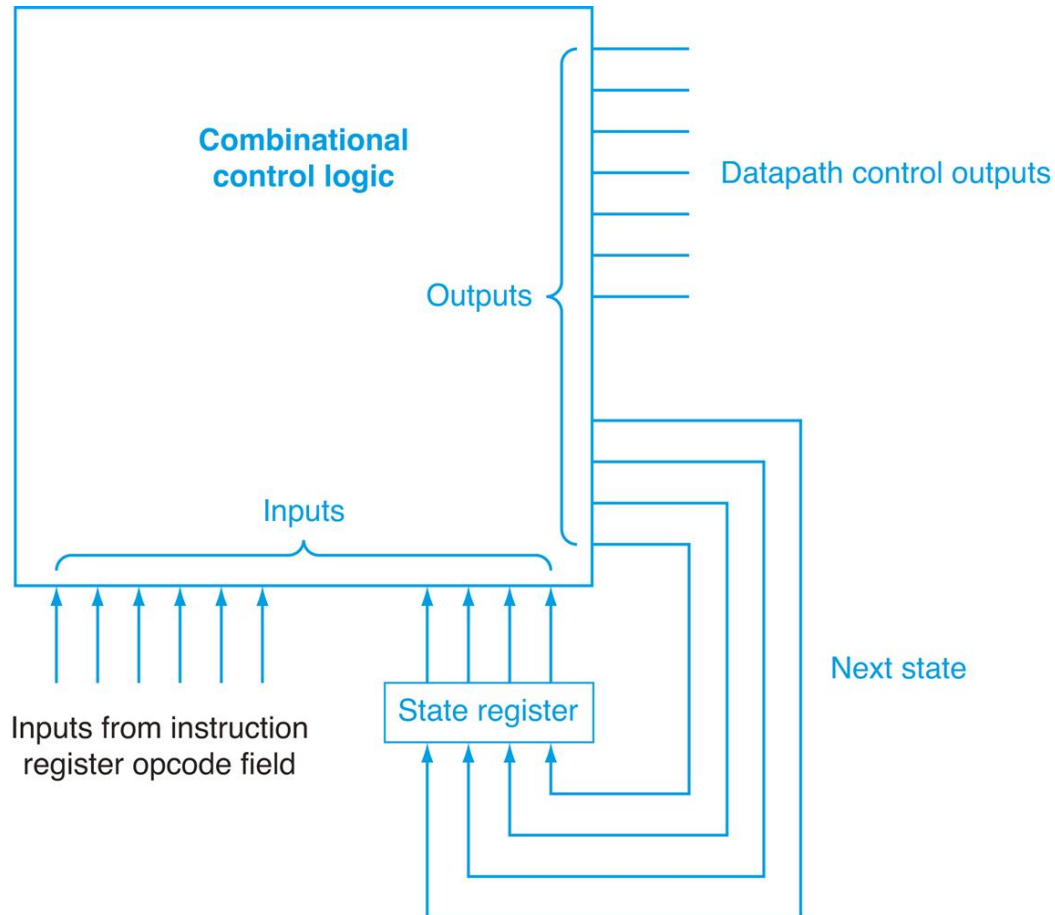 Combinational
control logic
Datapath control outputs
Outputs
Inputs
Next state
State register
Inputs from instruction
register opcode field